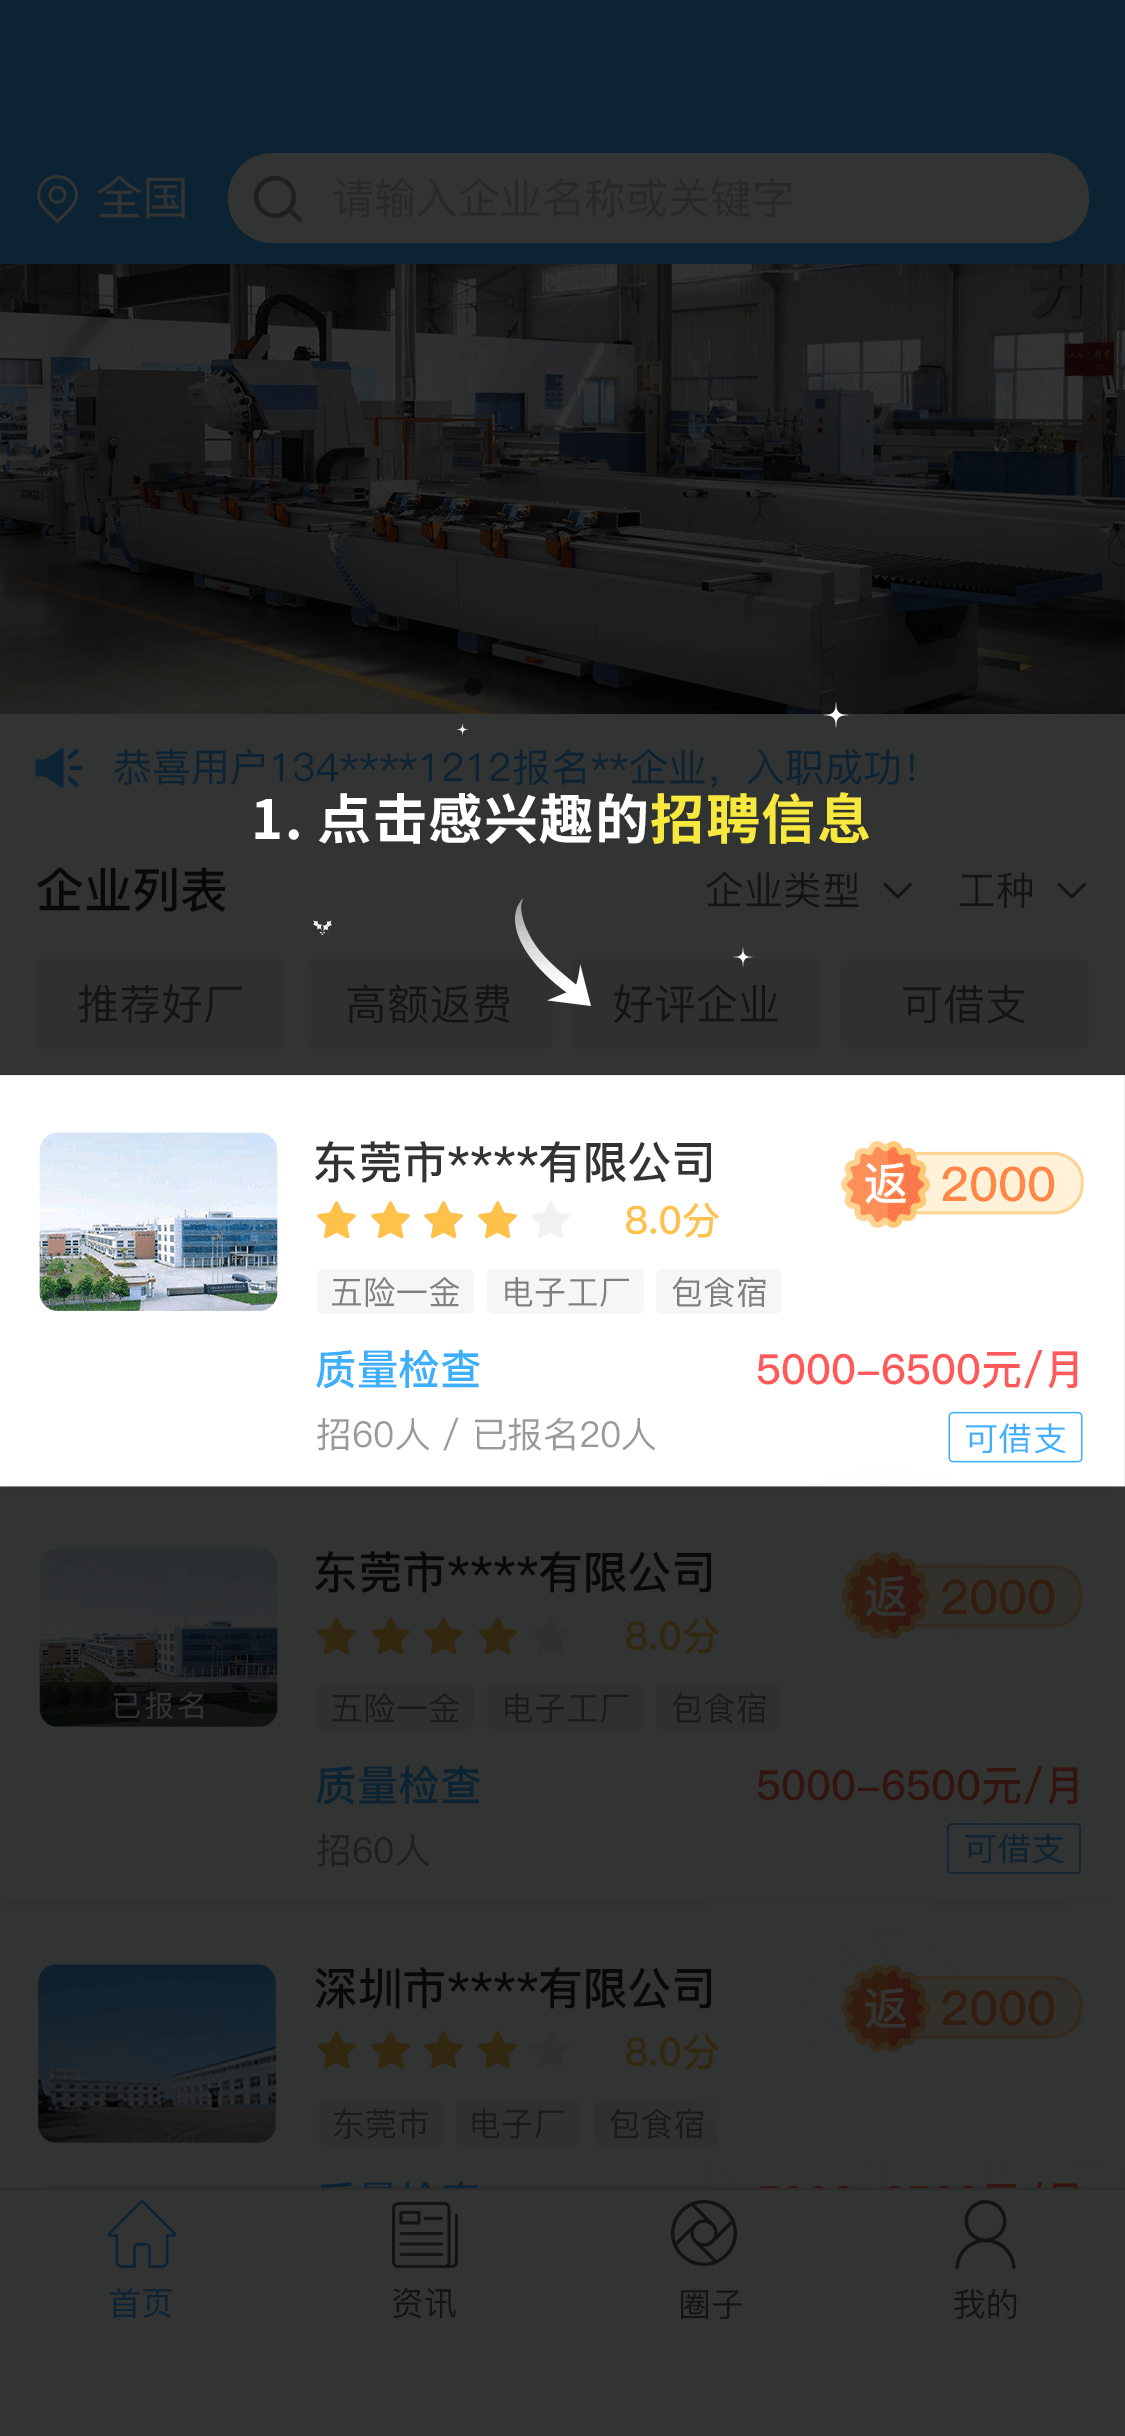 全国
请输入企业名称或关键字
恭喜用户134****1212报名**企业，入职成功！
1. 点击感兴趣的招聘信息
企业列表 企业类型 工种
推荐好厂 高额返费 好评企业 可借支
东莞市****有限公司
返 2000
8.0分
五险一金 电子工厂 包食宿
质量检查 5000-6500元/月
招60人 / 已报名20人 可借支
东莞市****有限公司
返 2000
8.0分
已报名
五险一金 电子工厂 包食宿
质量检查 5000-6500元/月
招60人 可借支
深圳市****有限公司
返 2000
8.0分
东莞市 电子厂 包食宿
首页 资讯 圈子 我的